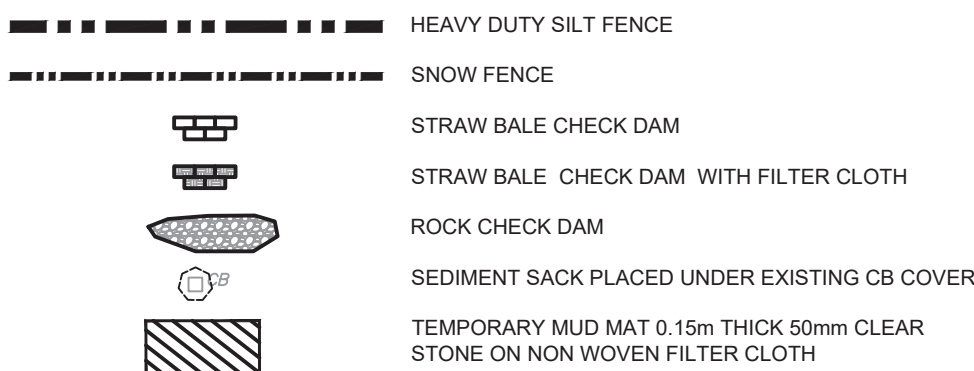 HEAVY DUTY SILT FENCE
SNOW FENCE
STRAW BALE CHECK DAM
STRAW BALE CHECK DAM WITH FILTER CLOTH
ROCK CHECK DAM
CB
SEDIMENT SACK PLACED UNDER EXISTING CB COVER
TEMPORARY MUD MAT 0.15m THICK 50mm CLEAR
STONE ON NON WOVEN FILTER CLOTH